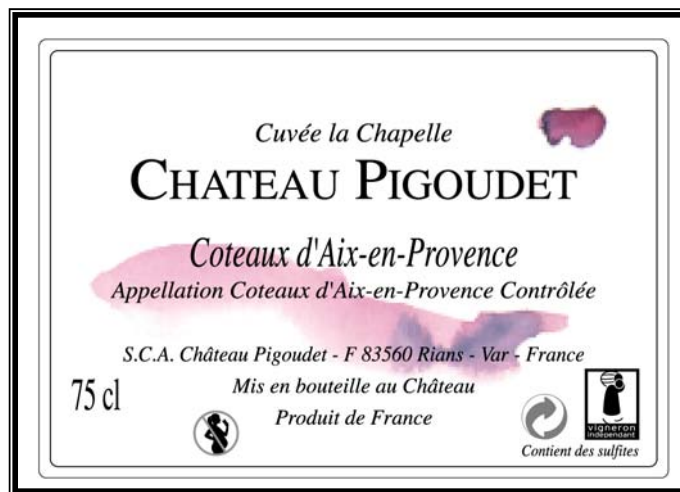 Cuvée la Chapelle
CHATEAU PIGOUDET
Coteaux d'Aix-en-Provence
Appellation Coteaux d'Aix-en-Provence Contrôlée
S.C.A. Château Pigoudet - F 83560 Rians - Var - France
75 cl
Mis en bouteille au Château
Produit de France
vigneron
indépendant
Contient des sulfites